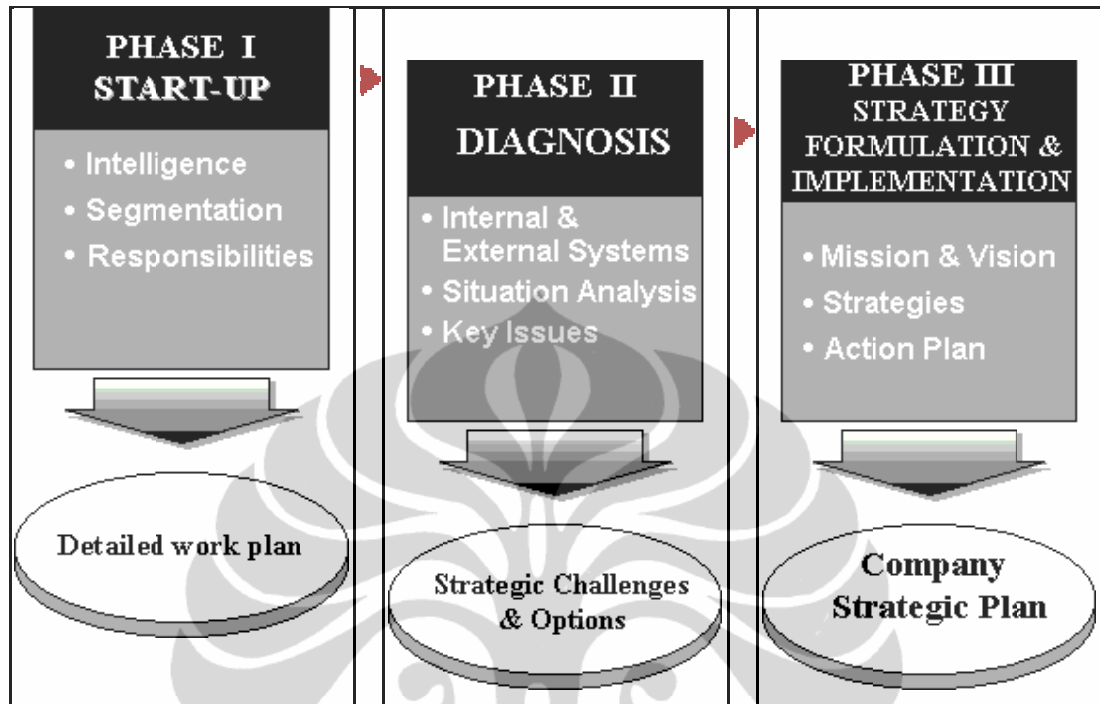 PHASE I
START-UP
• Intelligence
• Segmentation
• Responsibilities
Detailed work plan
PHASE II
DIAGNOSIS
• Internal &
External Systems
• Situation Analysis
• Key Issues
Strategic Challenges
& Options
PHASE III
STRATEGY
FORMULATION &
IMPLEMENTATION
• Mission & Vision
• Strategies
• Action Plan
Company
Strategic Plan